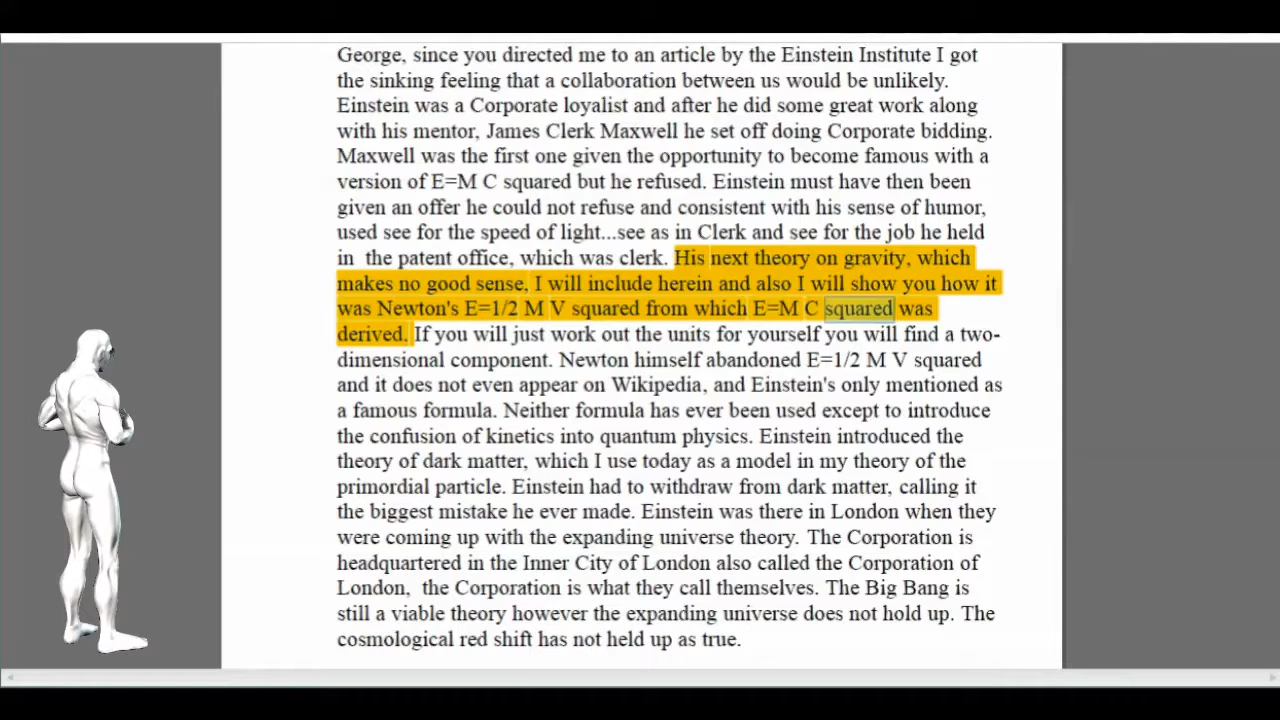 George, since you directed me to an article by the Einstein Institute I got
the sinking feeling that a collaboration between us would be unlikely.
Einstein was a Corporate loyalist and after he did some great work along
with his mentor, James Clerk Maxwell he set off doing Corporate bidding.
Maxwell was the first one given the opportunity to become famous with a
version of E=M C squared but he refused. Einstein must have then been
given an offer he could not refuse and consistent with his sense of humor,
used see for the speed of light...see as in Clerk and see for the job he held
in  the patent office, which was clerk. His next theory on gravity, which
makes no good sense, I will include herein and also I will show you how it
was Newton's E=1/2 M V squared from which E=M C squared was
derived. If you will just work out the units for yourself you will find a two-
dimensional component. Newton himself abandoned E=1/2 M V squared
and it does not even appear on Wikipedia, and Einstein's only mentioned as
a famous formula. Neither formula has ever been used except to introduce
the confusion of kinetics into quantum physics. Einstein introduced the
theory of dark matter, which I use today as a model in my theory of the
primordial particle. Einstein had to withdraw from dark matter, calling it
the biggest mistake he ever made. Einstein was there in London when they
were coming up with the expanding universe theory. The Corporation is
headquartered in the Inner City of London also called the Corporation of
London,  the Corporation is what they call themselves. The Big Bang is
still a viable theory however the expanding universe does not hold up. The
cosmological red shift has not held up as true.